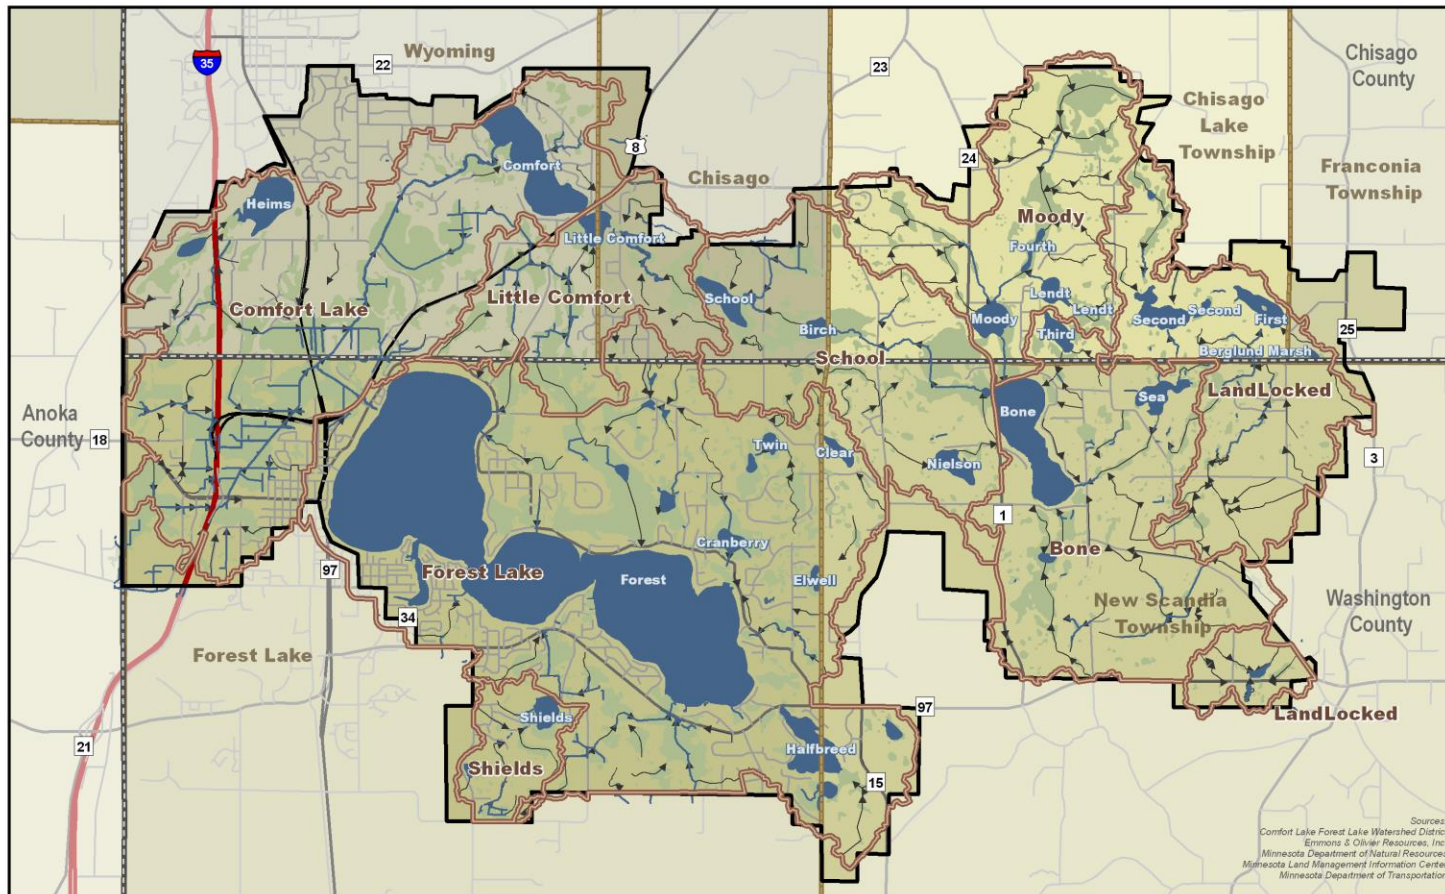 35
22
Wyoming
23
Chisago
County
Chisago
Lake
Township
Comfort
8
24
Chisago
Franconia
Township
Heims
Moody
Little Comfort
Fourth
School
Comfort Lake
Little Comfort
Lendt
Lendt
Second
Second
First
Birch
Moody
Third
25
School
Berglund Marsh
LandLocked
Sea
Bone
Anoka
County
18
Twin
Clear
Nielson
3
1
Cranberry
Bone
97
Forest Lake
Forest
Elwell
New Scandia
Township
Washington
County
34
Forest Lake
Shields
97
LandLocked
21
Halfbreed
Shields
15
Sources
Comfort Lake Forest Lake Watershed Distric
Emmons & Olivier Resources, Inc
Minnesota Department of Natural Resources
Minnesota Land Management Information Center
Minnesota Department of Transportation